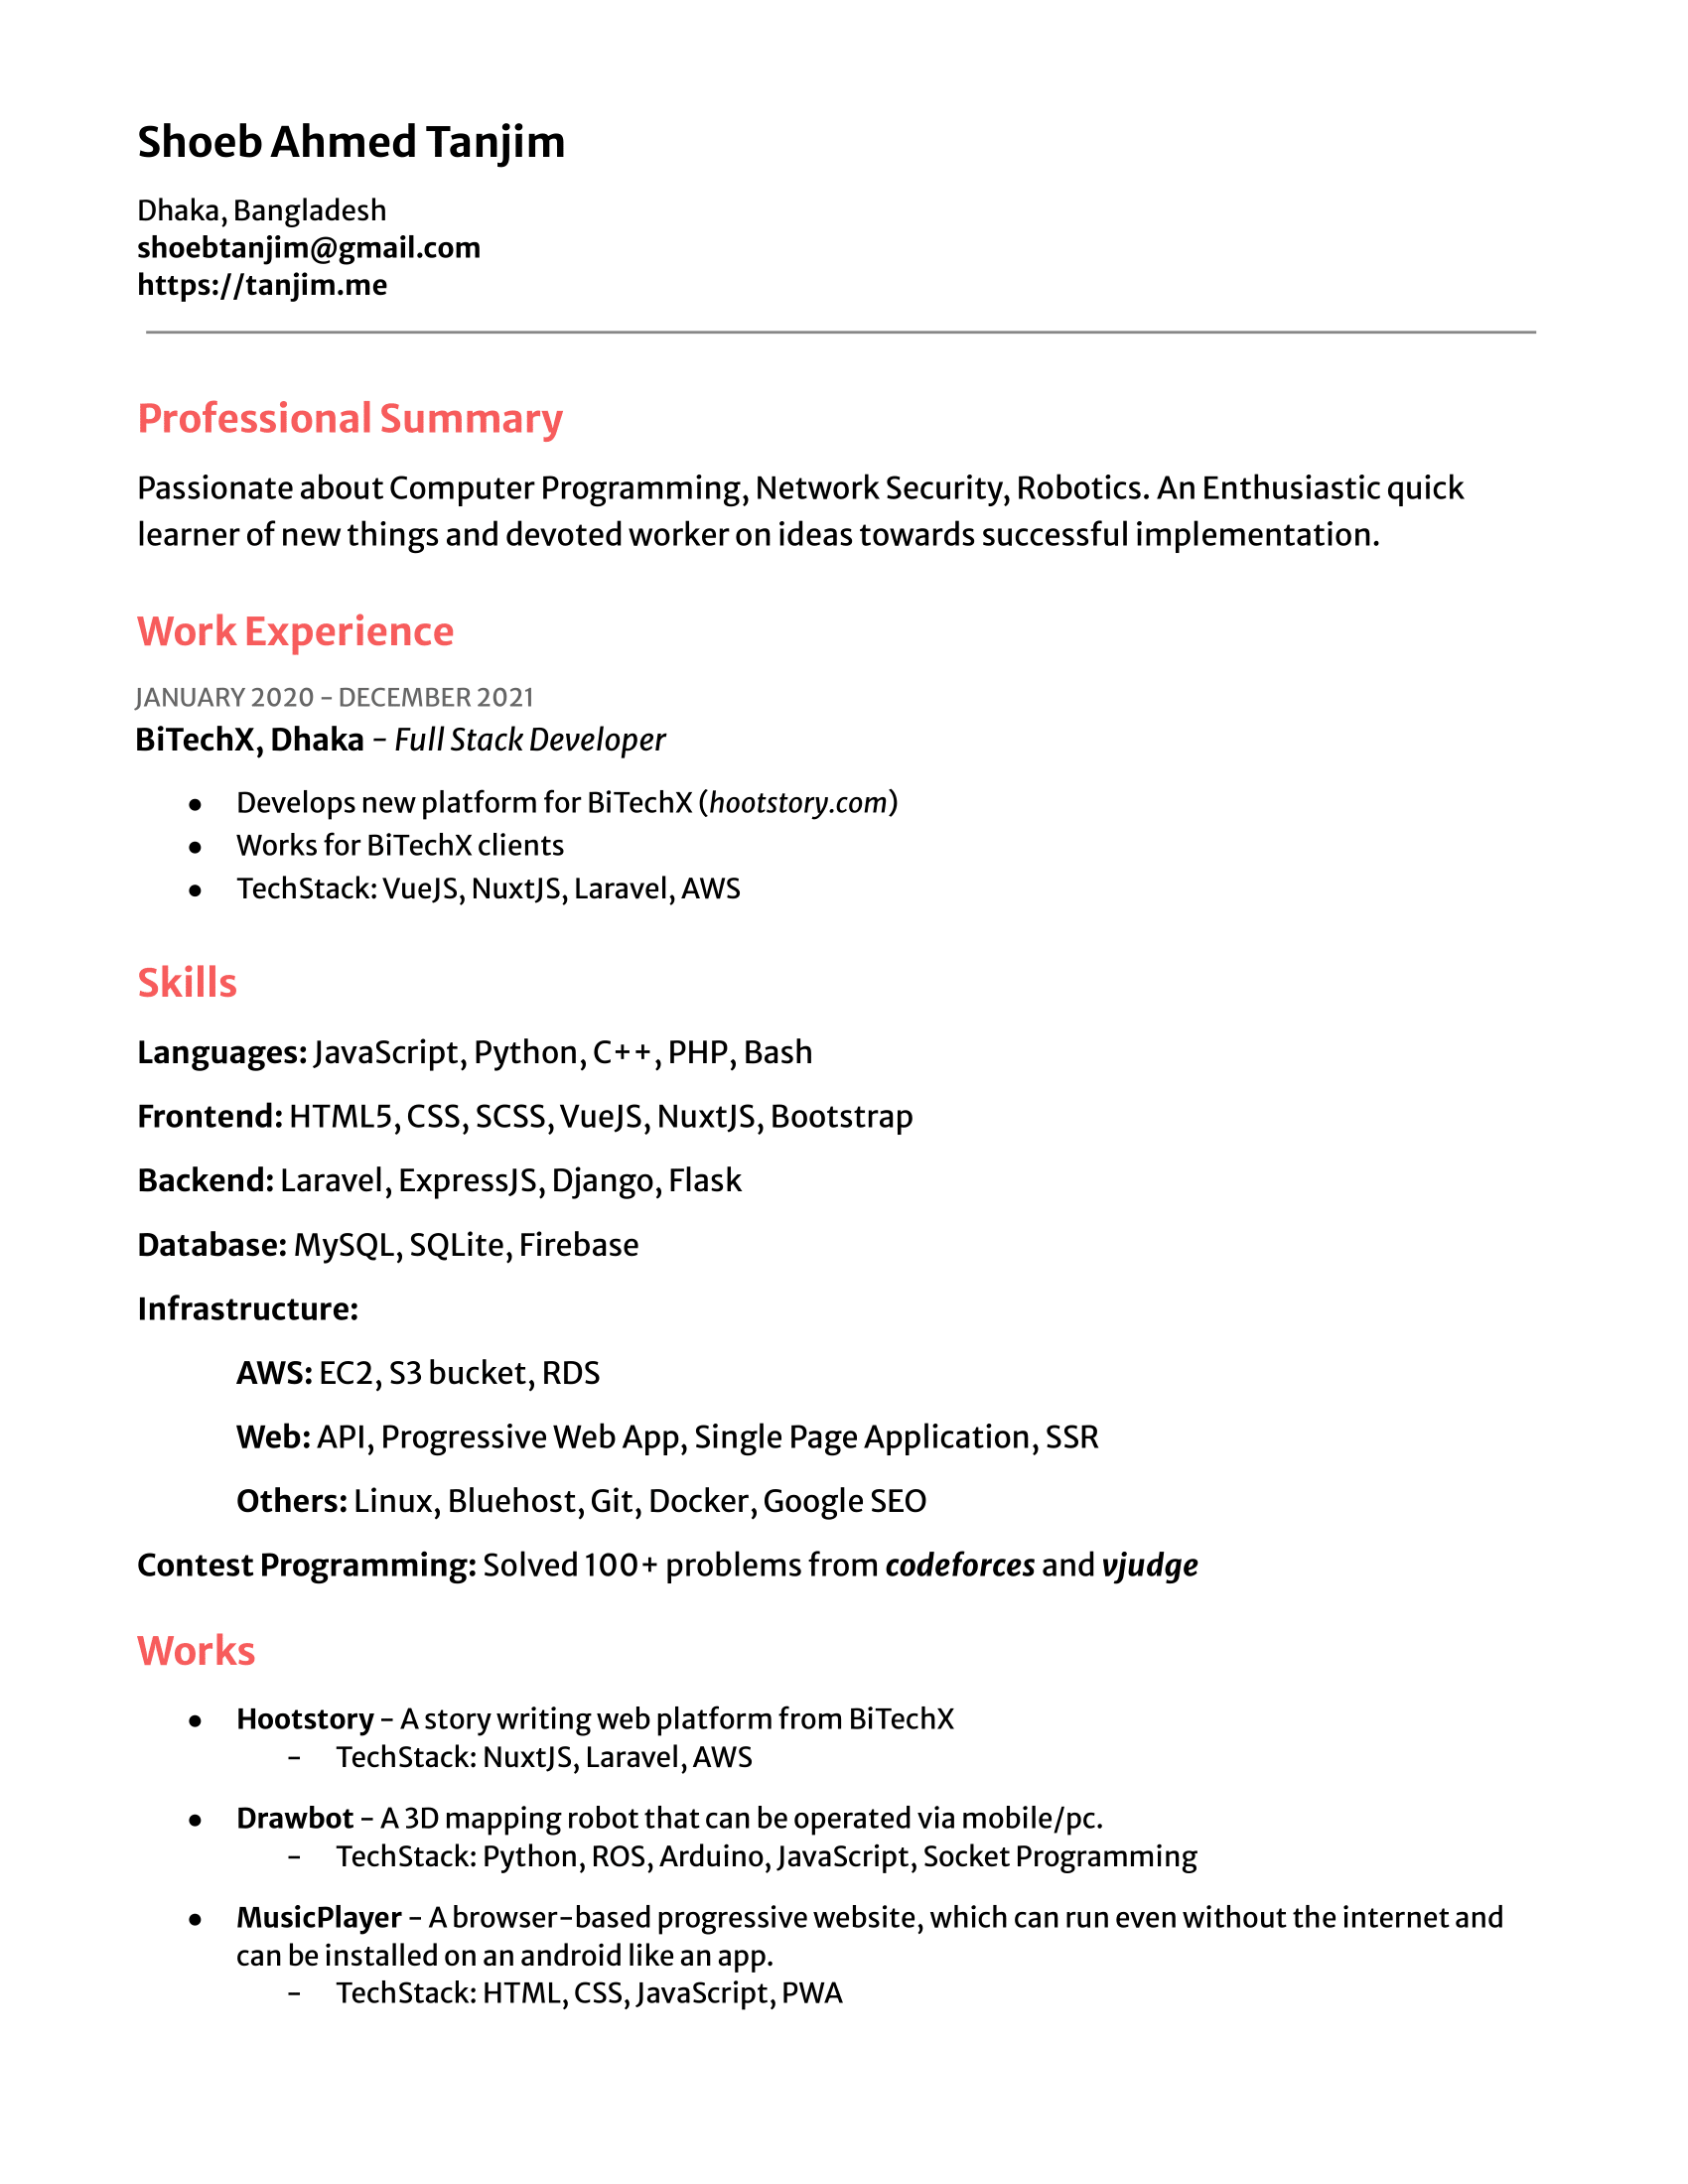 Shoeb Ahmed Tanjim
Dhaka, Bangladesh
shoebtanjim@gmail.com
https://tanjim.me
Professional Summary
Passionate about Computer Programming, Network Security, Robotics. An Enthusiastic quick
learner of new things and devoted worker on ideas towards successful implementation.
Work Experience
JANUARY 2020 - DECEMBER 2021
BiTechX, Dhaka - Full Stack Developer
● Develops new platform for BiTechX (hootstory.com)
● Works for BiTechX clients
● TechStack: VueJS, NuxtJS, Laravel, AWS
Skills
Languages: JavaScript, Python, C++, PHP, Bash
Frontend: HTML5, CSS, SCSS, VueJS, NuxtJS, Bootstrap
Backend: Laravel, ExpressJS, Django, Flask
Database: MySQL, SQLite, Firebase
Infrastructure:
AWS: EC2, S3 bucket, RDS
Web: API, Progressive Web App, Single Page Application, SSR
Others: Linux, Bluehost, Git, Docker, Google SEO
Contest Programming: Solved 100+ problems from codeforces and vjudge
Works
● Hootstory - A story writing web platform from BiTechX
- TechStack: NuxtJS, Laravel, AWS
● Drawbot - A 3D mapping robot that can be operated via mobile/pc.
- TechStack: Python, ROS, Arduino, JavaScript, Socket Programming
● MusicPlayer - A browser-based progressive website, which can run even without the internet and
can be installed on an android like an app.
- TechStack: HTML, CSS, JavaScript, PWA